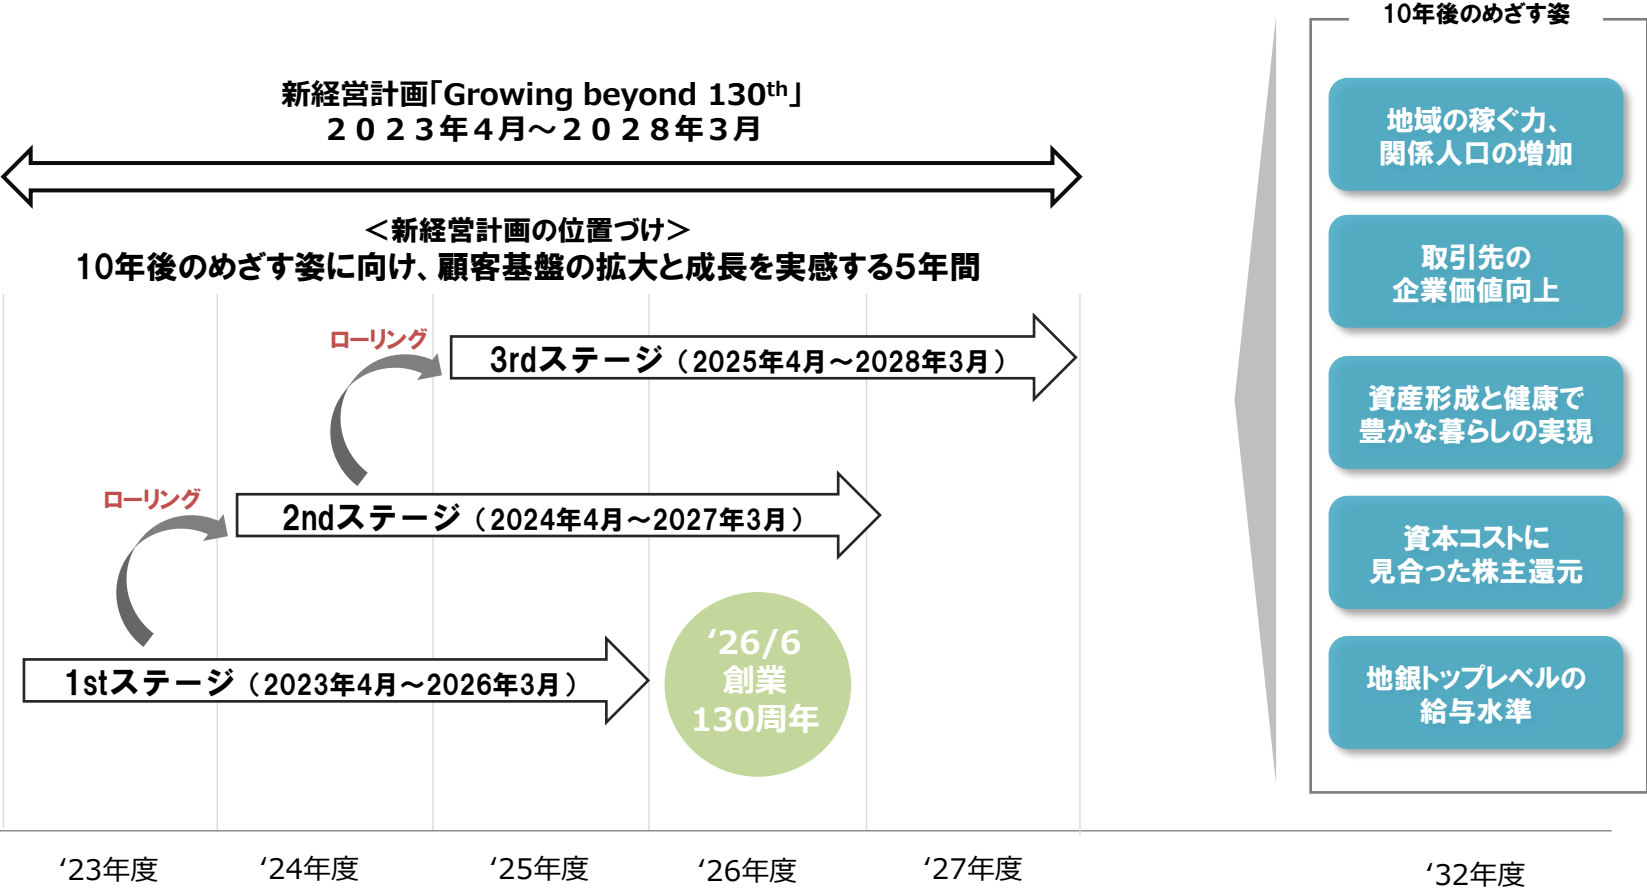 新経営計画「Growing beyond 130th」
２０２３年４月～２０２８年３月
＜新経営計画の位置づけ＞
10年後のめざす姿に向け、顧客基盤の拡大と成長を実感する5年間
ローリング
3rdステージ（2025年4月～2028年3月）
ローリング
2ndステージ（2024年4月～2027年3月）
1stステージ（2023年4月～2026年3月）
‘26/6
創業
130周年
‘23年度
‘24年度
‘25年度
‘26年度
‘27年度
‘32年度
10年後のめざす姿
地域の稼ぐ力、
関係人口の増加
取引先の
企業価値向上
資産形成と健康で
豊かな暮らしの実現
資本コストに
見合った株主還元
地銀トップレベルの
給与水準